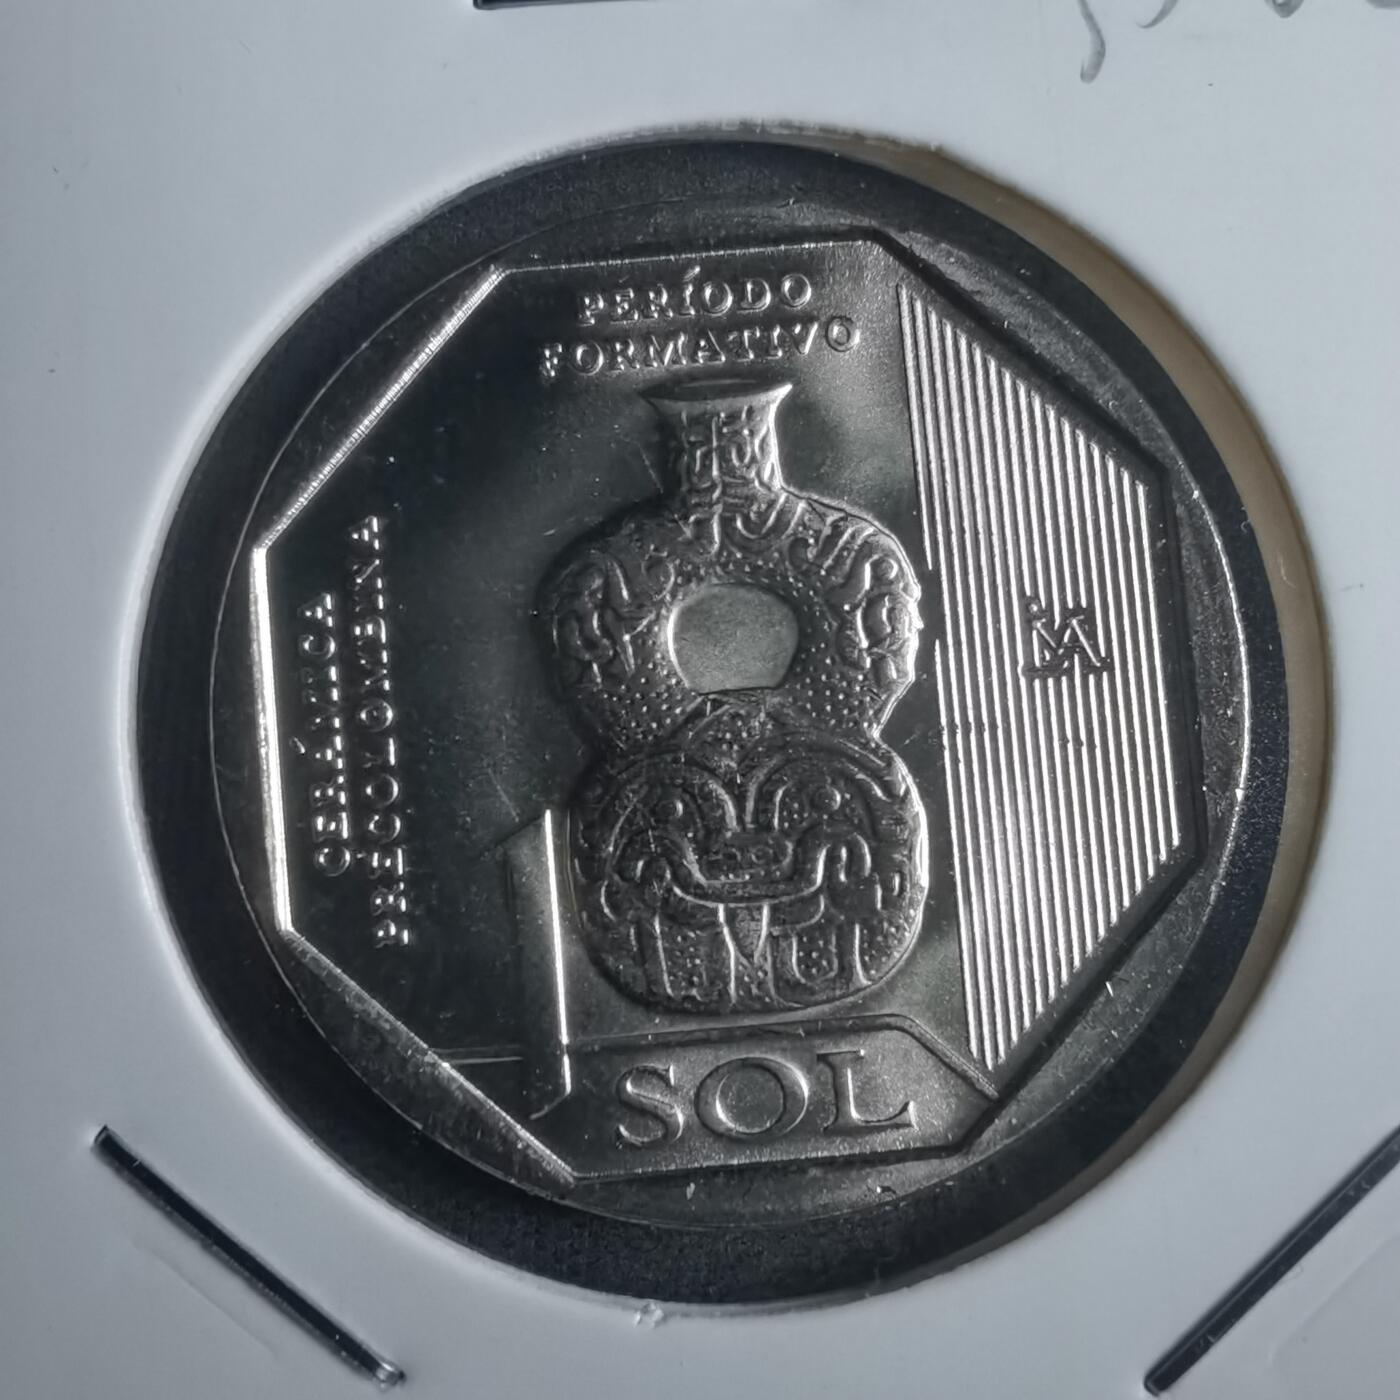 PERÍODO
FORMATIVO
CERÁMICA
PRECOLOMBINA
1
SOL